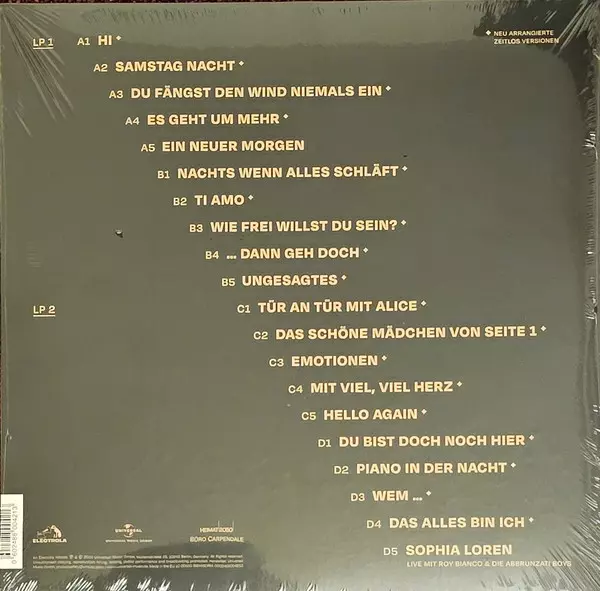 LP 1 A1 HI ✦
✦ NEU ARRANGIERTE
ZEITLOS VERSIONEN
A2 SAMSTAG NACHT ✦
A3 DU FÄNGST DEN WIND NIEMALS EIN ✦
A4 ES GEHT UM MEHR ✦
A5 EIN NEUER MORGEN
B1 NACHTS WENN ALLES SCHLÄFT ✦
B2 TI AMO ✦
B3 WIE FREI WILLST DU SEIN? ✦
B4 ... DANN GEH DOCH ✦
B5 UNGESAGTES ✦
LP 2 C1 TÜR AN TÜR MIT ALICE ✦
C2 DAS SCHÖNE MÄDCHEN VON SEITE 1 ✦
C3 EMOTIONEN ✦
C4 MIT VIEL, VIEL HERZ ✦
C5 HELLO AGAIN ✦
D1 DU BIST DOCH NOCH HIER ✦
D2 PIANO IN DER NACHT ✦
D3 WEM ... ✦
D4 DAS ALLES BIN ICH ✦
D5 SOPHIA LOREN
LIVE MIT ROY BIANCO & DIE ABBRUNZATI BOYS
ELECTROLA
UNIVERSAL
BÜRO CARPENDALE